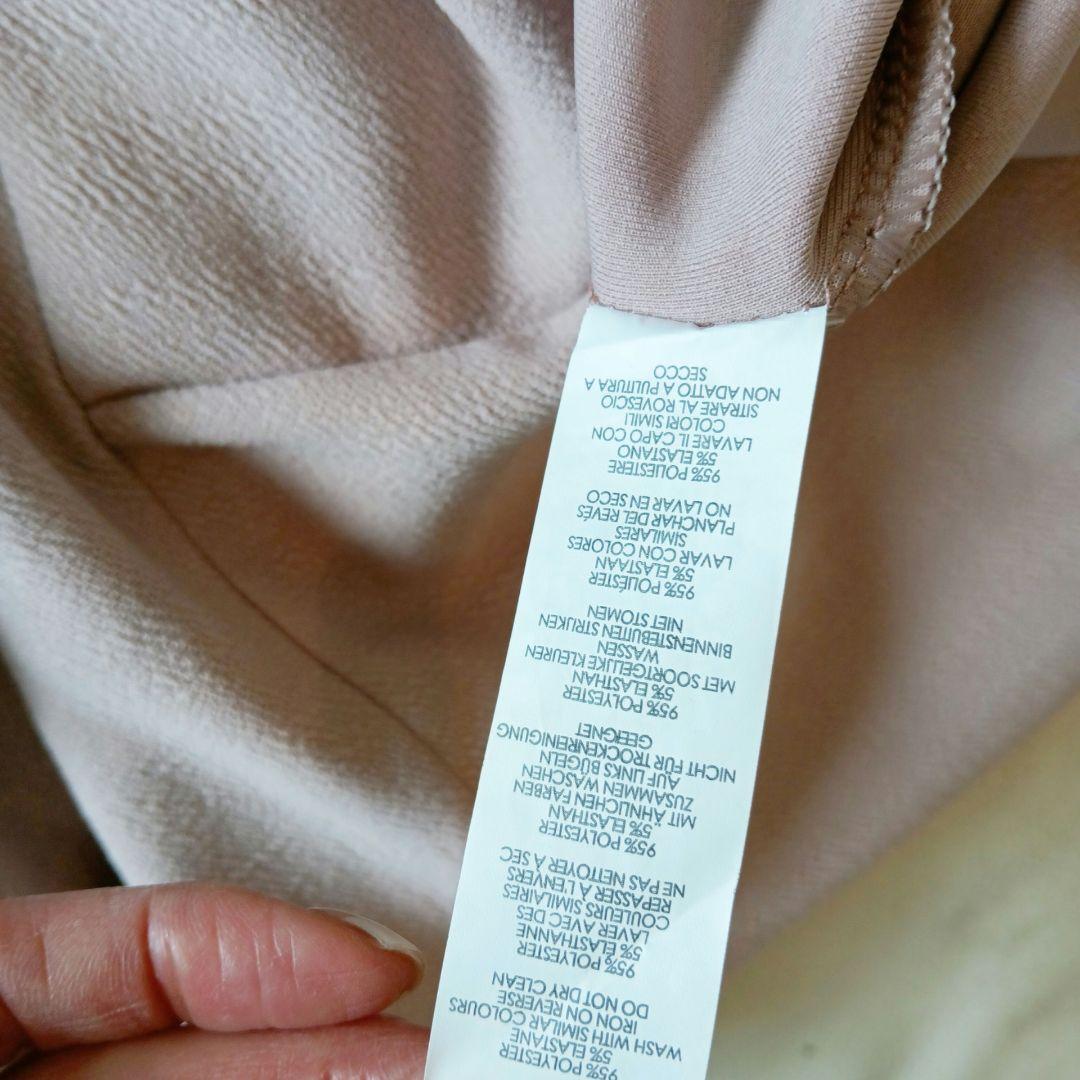 95% POLYESTER
5% ELASTANE
WASH WITH SIMILAR COLOURS
IRON ON REVERSE
DO NOT DRY CLEAN
95% POLYESTER
5% ELASTHANNE
LAVER AVEC DES
COULEURS SIMILAIRES
REPASSER À L'ENVERS
NE PAS NETTOYER À SEC
95% POLYESTER
5% ELASTHAN
MIT ÄHNLICHEN FARBEN
ZUSAMMEN WASCHEN
AUF LINKS BÜGELN
NICHT FÜR TROCKENREINIGUNG
GEEIGNET
95% POLYESTER
5% ELASTHAN
MET SOORTGELIJKE KLEUREN
WASSEN
BINNENSTEBUITEN STRIJKEN
NIET STOMEN
95% POLIÉSTER
5% ELASTAAN
LAVAR CON COLORES
SIMILARES
PLANCHAR DEL REVÉS
NO LAVAR EN SECO
95% POLIESTERE
5% ELASTANO
LAVARE IL CAPO CON
COLORI SIMILI
SITRARE AL ROVESCIO
NON ADATTO A PULITURA A
SECCO